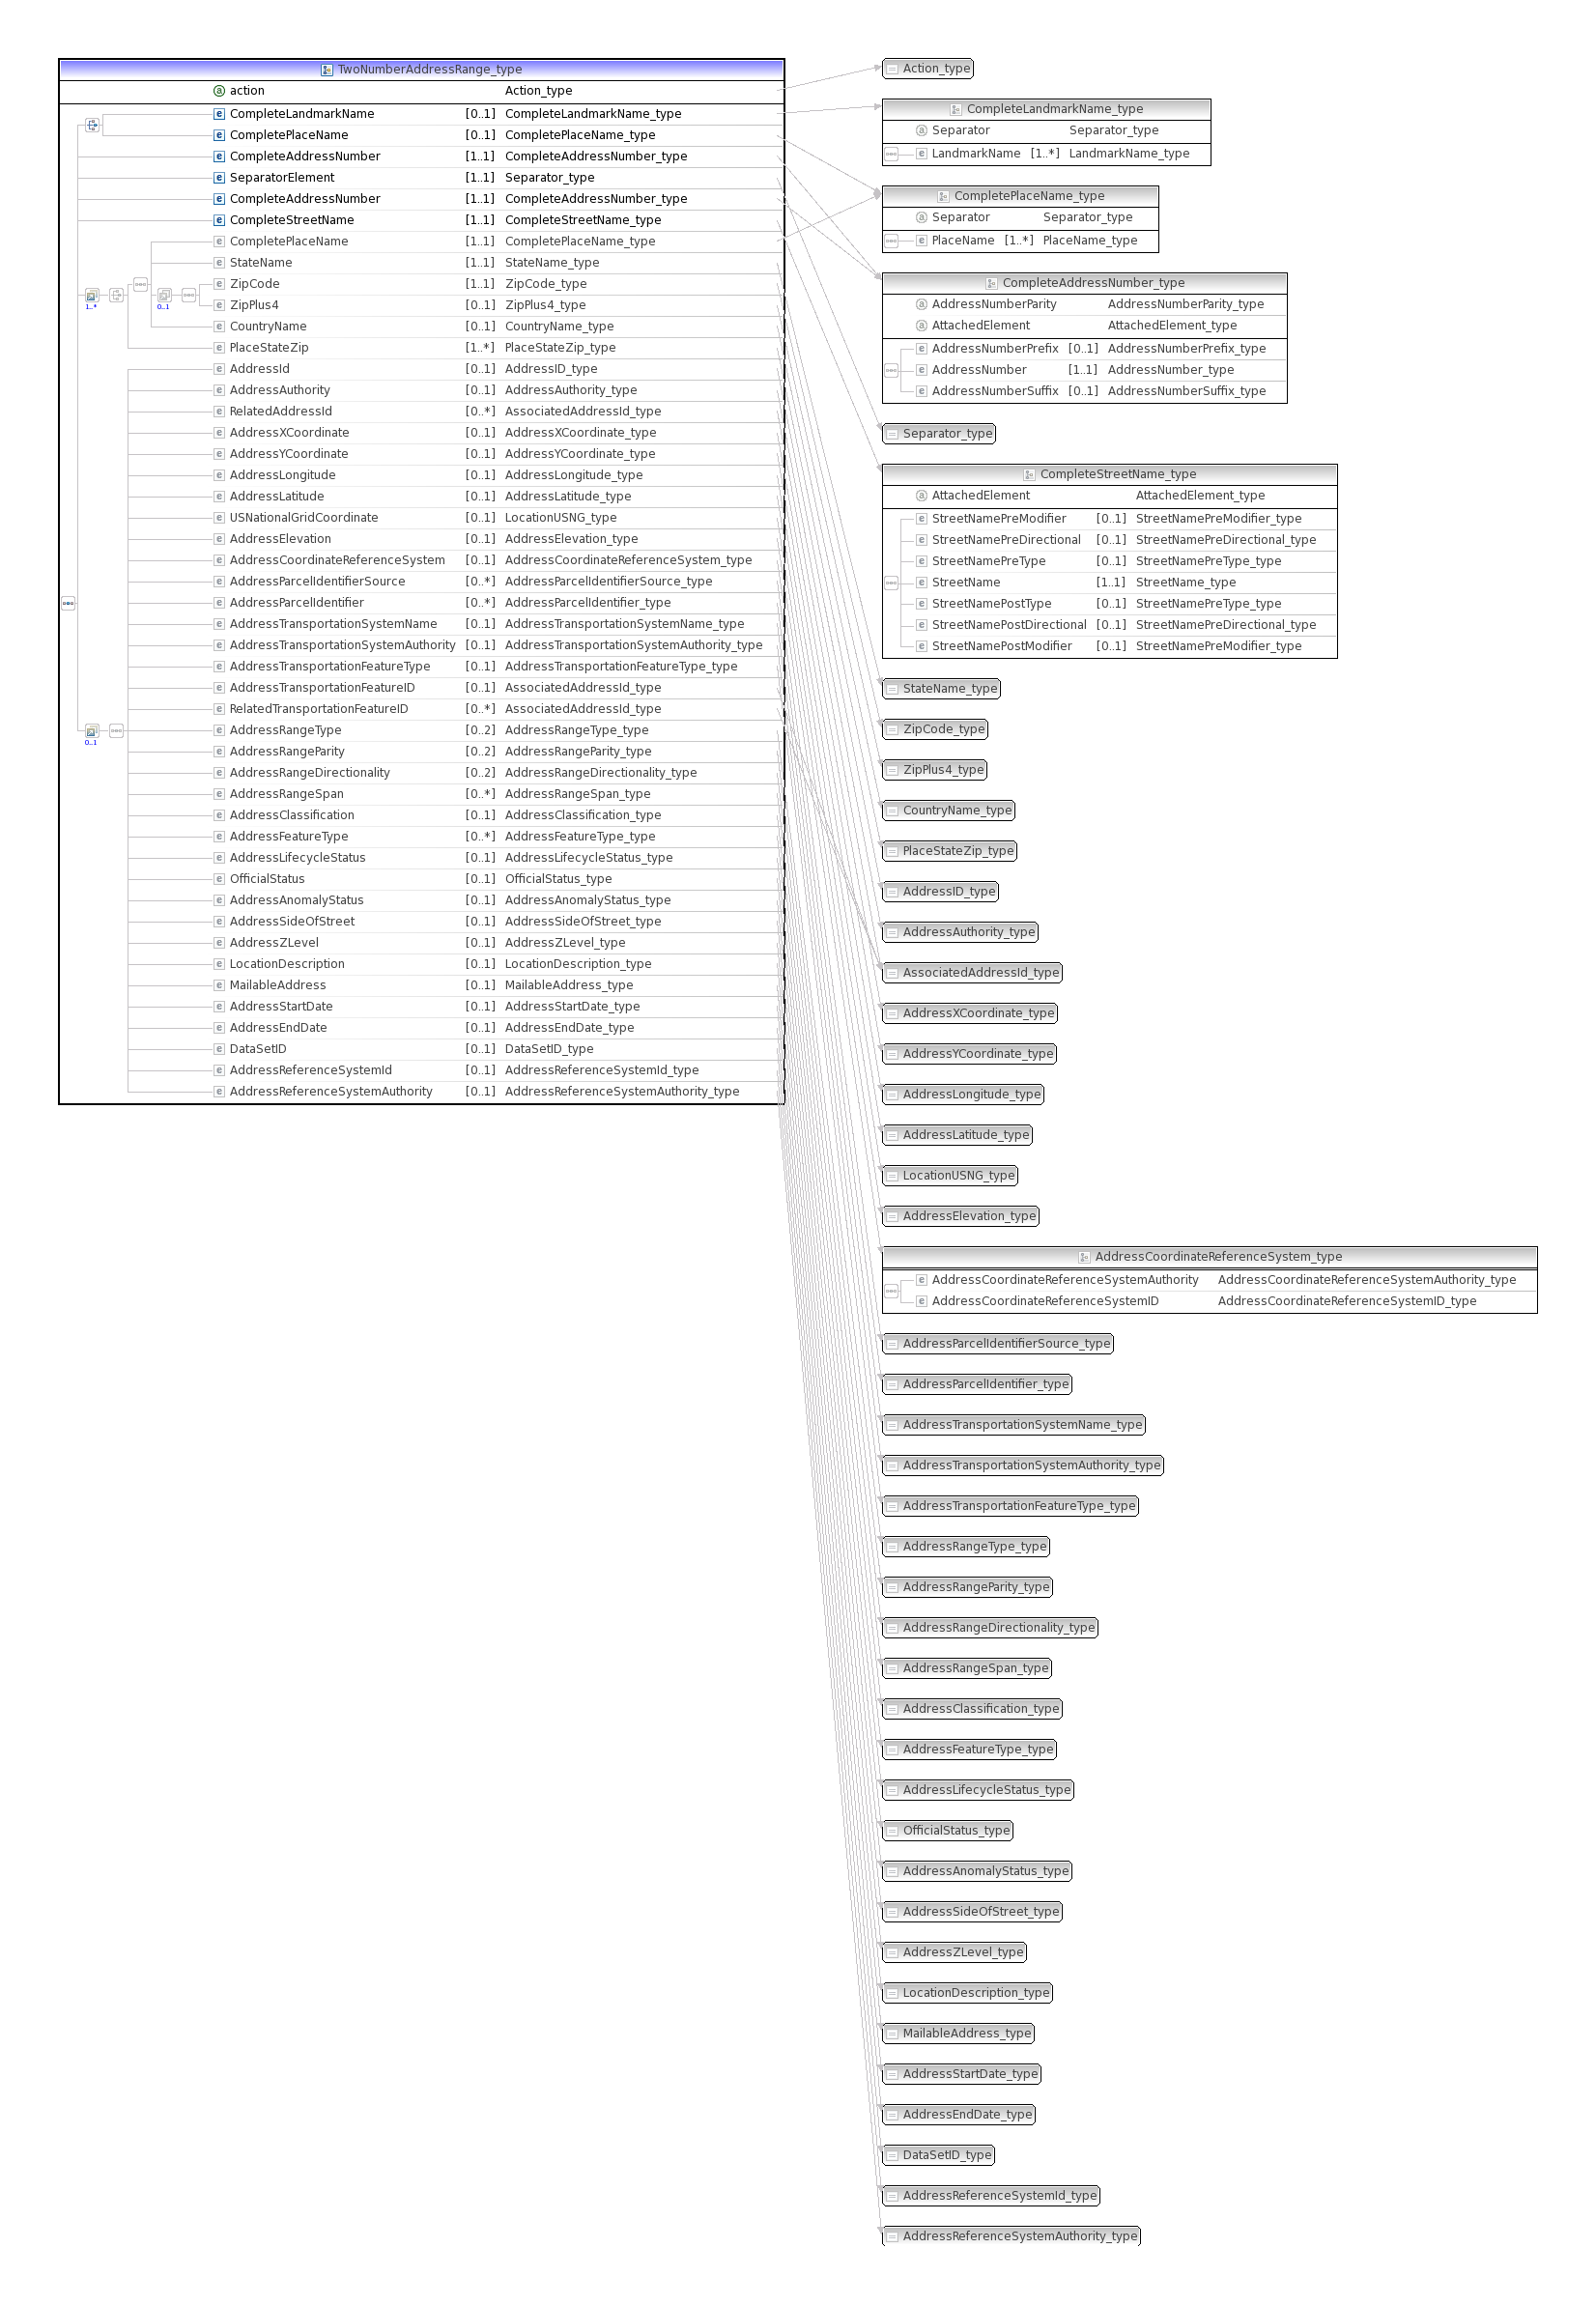 TwoNumberAddressRange_type
action Action_type
CompleteLandmarkName [0..1] CompleteLandmarkName_type
CompletePlaceName [0..1] CompletePlaceName_type
CompleteAddressNumber [1..1] CompleteAddressNumber_type
SeparatorElement [1..1] Separator_type
CompleteAddressNumber [1..1] CompleteAddressNumber_type
CompleteStreetName [1..1] CompleteStreetName_type
CompletePlaceName [1..1] CompletePlaceName_type
StateName [1..1] StateName_type
ZipCode [1..1] ZipCode_type
ZipPlus4 [0..1] ZipPlus4_type
1..* 0..1
CountryName [0..1] CountryName_type
PlaceStateZip [1..*] PlaceStateZip_type
AddressId [0..1] AddressID_type
AddressAuthority [0..1] AddressAuthority_type
RelatedAddressId [0..*] AssociatedAddressId_type
AddressXCoordinate [0..1] AddressXCoordinate_type
AddressYCoordinate [0..1] AddressYCoordinate_type
AddressLongitude [0..1] AddressLongitude_type
AddressLatitude [0..1] AddressLatitude_type
USNationalGridCoordinate [0..1] LocationUSNG_type
AddressElevation [0..1] AddressElevation_type
AddressCoordinateReferenceSystem [0..1] AddressCoordinateReferenceSystem_type
AddressParcelIdentifierSource [0..*] AddressParcelIdentifierSource_type
AddressParcelIdentifier [0..*] AddressParcelIdentifier_type
AddressTransportationSystemName [0..1] AddressTransportationSystemName_type
AddressTransportationSystemAuthority [0..1] AddressTransportationSystemAuthority_type
AddressTransportationFeatureType [0..1] AddressTransportationFeatureType_type
AddressTransportationFeatureID [0..1] AssociatedAddressId_type
RelatedTransportationFeatureID [0..*] AssociatedAddressId_type
AddressRangeType [0..2] AddressRangeType_type
0..1
AddressRangeParity [0..2] AddressRangeParity_type
AddressRangeDirectionality [0..2] AddressRangeDirectionality_type
AddressRangeSpan [0..*] AddressRangeSpan_type
AddressClassification [0..1] AddressClassification_type
AddressFeatureType [0..*] AddressFeatureType_type
AddressLifecycleStatus [0..1] AddressLifecycleStatus_type
OfficialStatus [0..1] OfficialStatus_type
AddressAnomalyStatus [0..1] AddressAnomalyStatus_type
AddressSideOfStreet [0..1] AddressSideOfStreet_type
AddressZLevel [0..1] AddressZLevel_type
LocationDescription [0..1] LocationDescription_type
MailableAddress [0..1] MailableAddress_type
AddressStartDate [0..1] AddressStartDate_type
AddressEndDate [0..1] AddressEndDate_type
DataSetID [0..1] DataSetID_type
AddressReferenceSystemId [0..1] AddressReferenceSystemId_type
AddressReferenceSystemAuthority [0..1] AddressReferenceSystemAuthority_type
Action_type
CompleteLandmarkName_type
Separator Separator_type
LandmarkName [1..*] LandmarkName_type
CompletePlaceName_type
Separator Separator_type
PlaceName [1..*] PlaceName_type
CompleteAddressNumber_type
AddressNumberParity AddressNumberParity_type
AttachedElement AttachedElement_type
AddressNumberPrefix [0..1] AddressNumberPrefix_type
AddressNumber [1..1] AddressNumber_type
AddressNumberSuffix [0..1] AddressNumberSuffix_type
Separator_type
CompleteStreetName_type
AttachedElement AttachedElement_type
StreetNamePreModifier [0..1] StreetNamePreModifier_type
StreetNamePreDirectional [0..1] StreetNamePreDirectional_type
StreetNamePreType [0..1] StreetNamePreType_type
StreetName [1..1] StreetName_type
StreetNamePostType [0..1] StreetNamePreType_type
StreetNamePostDirectional [0..1] StreetNamePreDirectional_type
StreetNamePostModifier [0..1] StreetNamePreModifier_type
StateName_type
ZipCode_type
ZipPlus4_type
CountryName_type
PlaceStateZip_type
AddressID_type
AddressAuthority_type
AssociatedAddressId_type
AddressXCoordinate_type
AddressYCoordinate_type
AddressLongitude_type
AddressLatitude_type
LocationUSNG_type
AddressElevation_type
AddressCoordinateReferenceSystem_type
AddressCoordinateReferenceSystemAuthority AddressCoordinateReferenceSystemAuthority_type
AddressCoordinateReferenceSystemID AddressCoordinateReferenceSystemID_type
AddressParcelIdentifierSource_type
AddressParcelIdentifier_type
AddressTransportationSystemName_type
AddressTransportationSystemAuthority_type
AddressTransportationFeatureType_type
AddressRangeType_type
AddressRangeParity_type
AddressRangeDirectionality_type
AddressRangeSpan_type
AddressClassification_type
AddressFeatureType_type
AddressLifecycleStatus_type
OfficialStatus_type
AddressAnomalyStatus_type
AddressSideOfStreet_type
AddressZLevel_type
LocationDescription_type
MailableAddress_type
AddressStartDate_type
AddressEndDate_type
DataSetID_type
AddressReferenceSystemId_type
AddressReferenceSystemAuthority_type